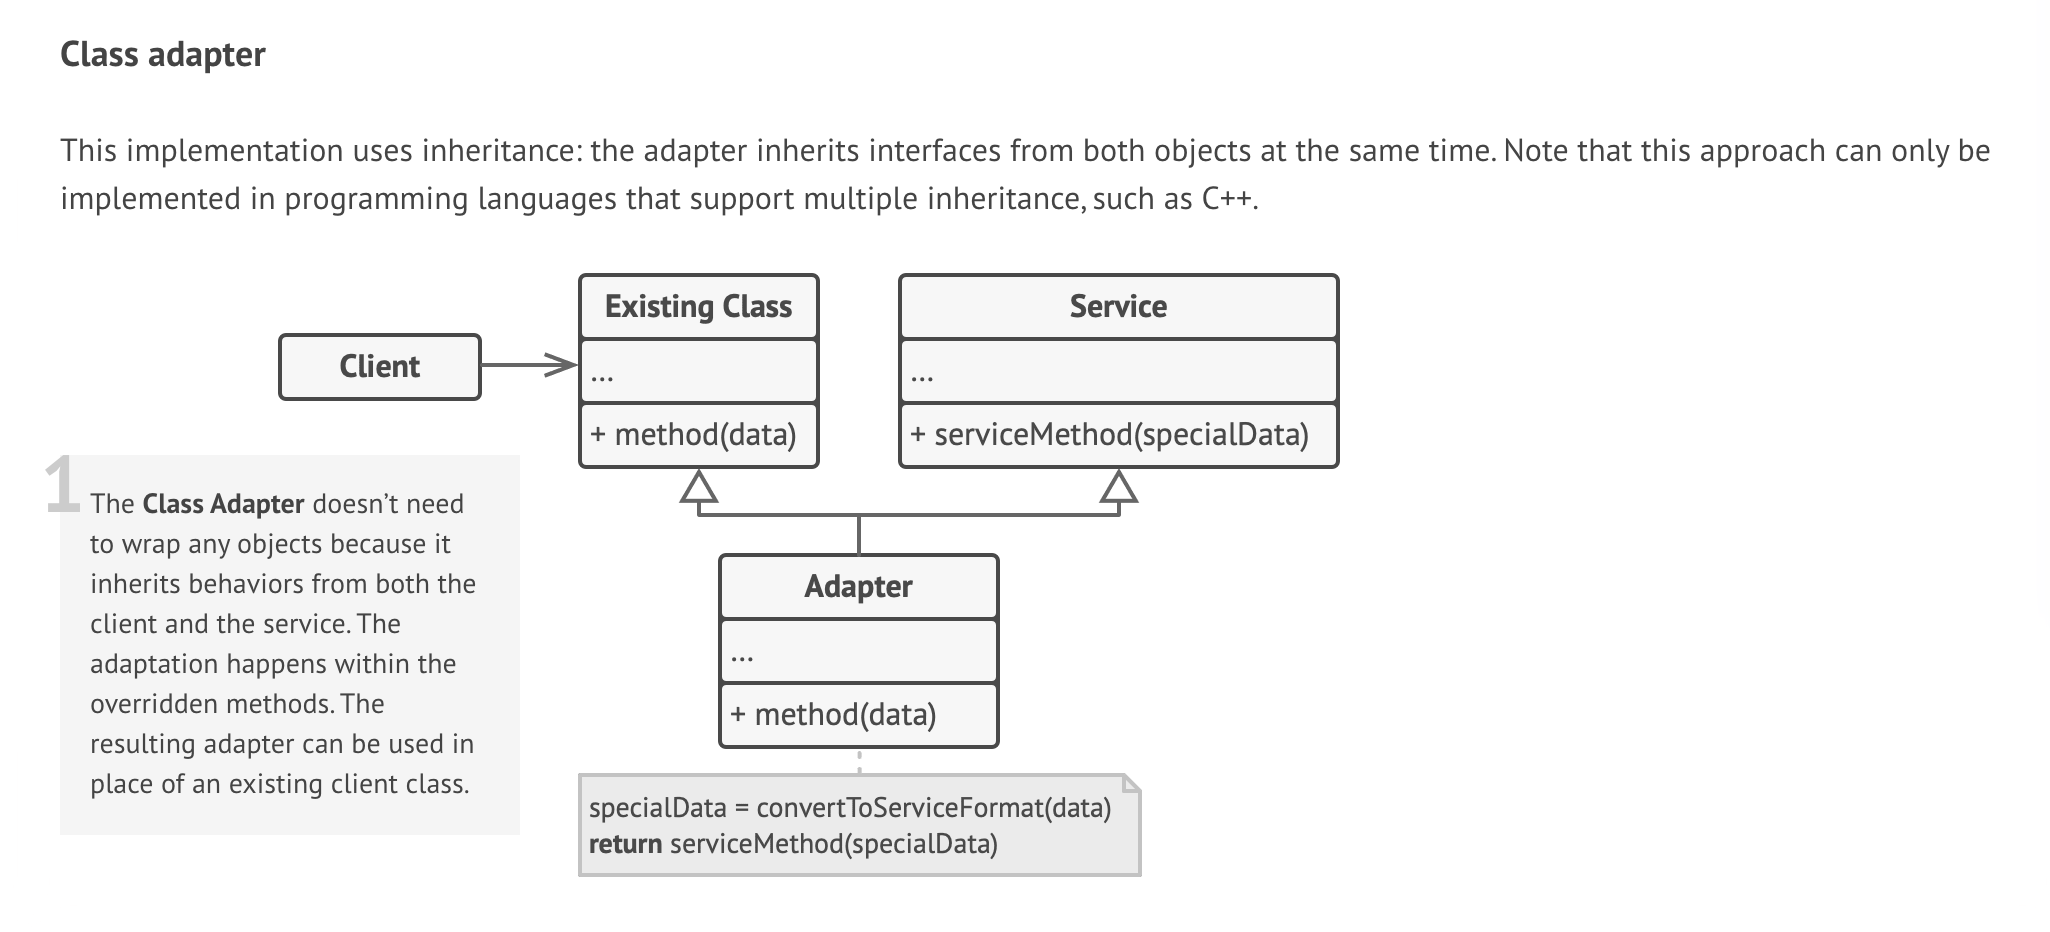 Class adapter
This implementation uses inheritance: the adapter inherits interfaces from both objects at the same time. Note that this approach can only be
implemented in programming languages that support multiple inheritance, such as C++.
Existing Class
...
+ method(data)
Service
...
+ serviceMethod(specialData)
Client
1
The Class Adapter doesn’t need
to wrap any objects because it
inherits behaviors from both the
client and the service. The
adaptation happens within the
overridden methods. The
resulting adapter can be used in
place of an existing client class.
Adapter
...
+ method(data)
specialData = convertToServiceFormat(data)
return serviceMethod(specialData)